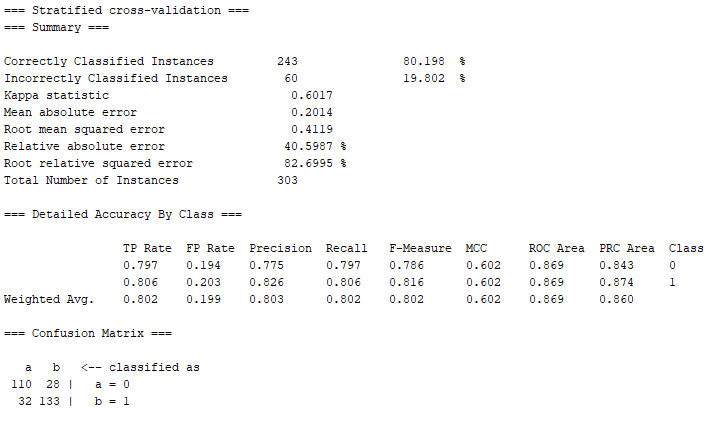 === Stratified cross-validation ===
=== Summary ===
Correctly Classified Instances 243 80.198 %
Incorrectly Classified Instances 60 19.802 %
Kappa statistic 0.6017
Mean absolute error 0.2014
Root mean squared error 0.4119
Relative absolute error 40.5987 %
Root relative squared error 82.6995 %
Total Number of Instances 303
=== Detailed Accuracy By Class ===
TP Rate FP Rate Precision Recall F-Measure MCC ROC Area PRC Area Class
0.797 0.194 0.775 0.797 0.786 0.602 0.869 0.843 0
0.806 0.203 0.826 0.806 0.816 0.602 0.869 0.874 1
Weighted Avg. 0.802 0.199 0.803 0.802 0.802 0.602 0.869 0.860
=== Confusion Matrix ===
a b <-- classified as
110 28 | a = 0
32 133 | b = 1